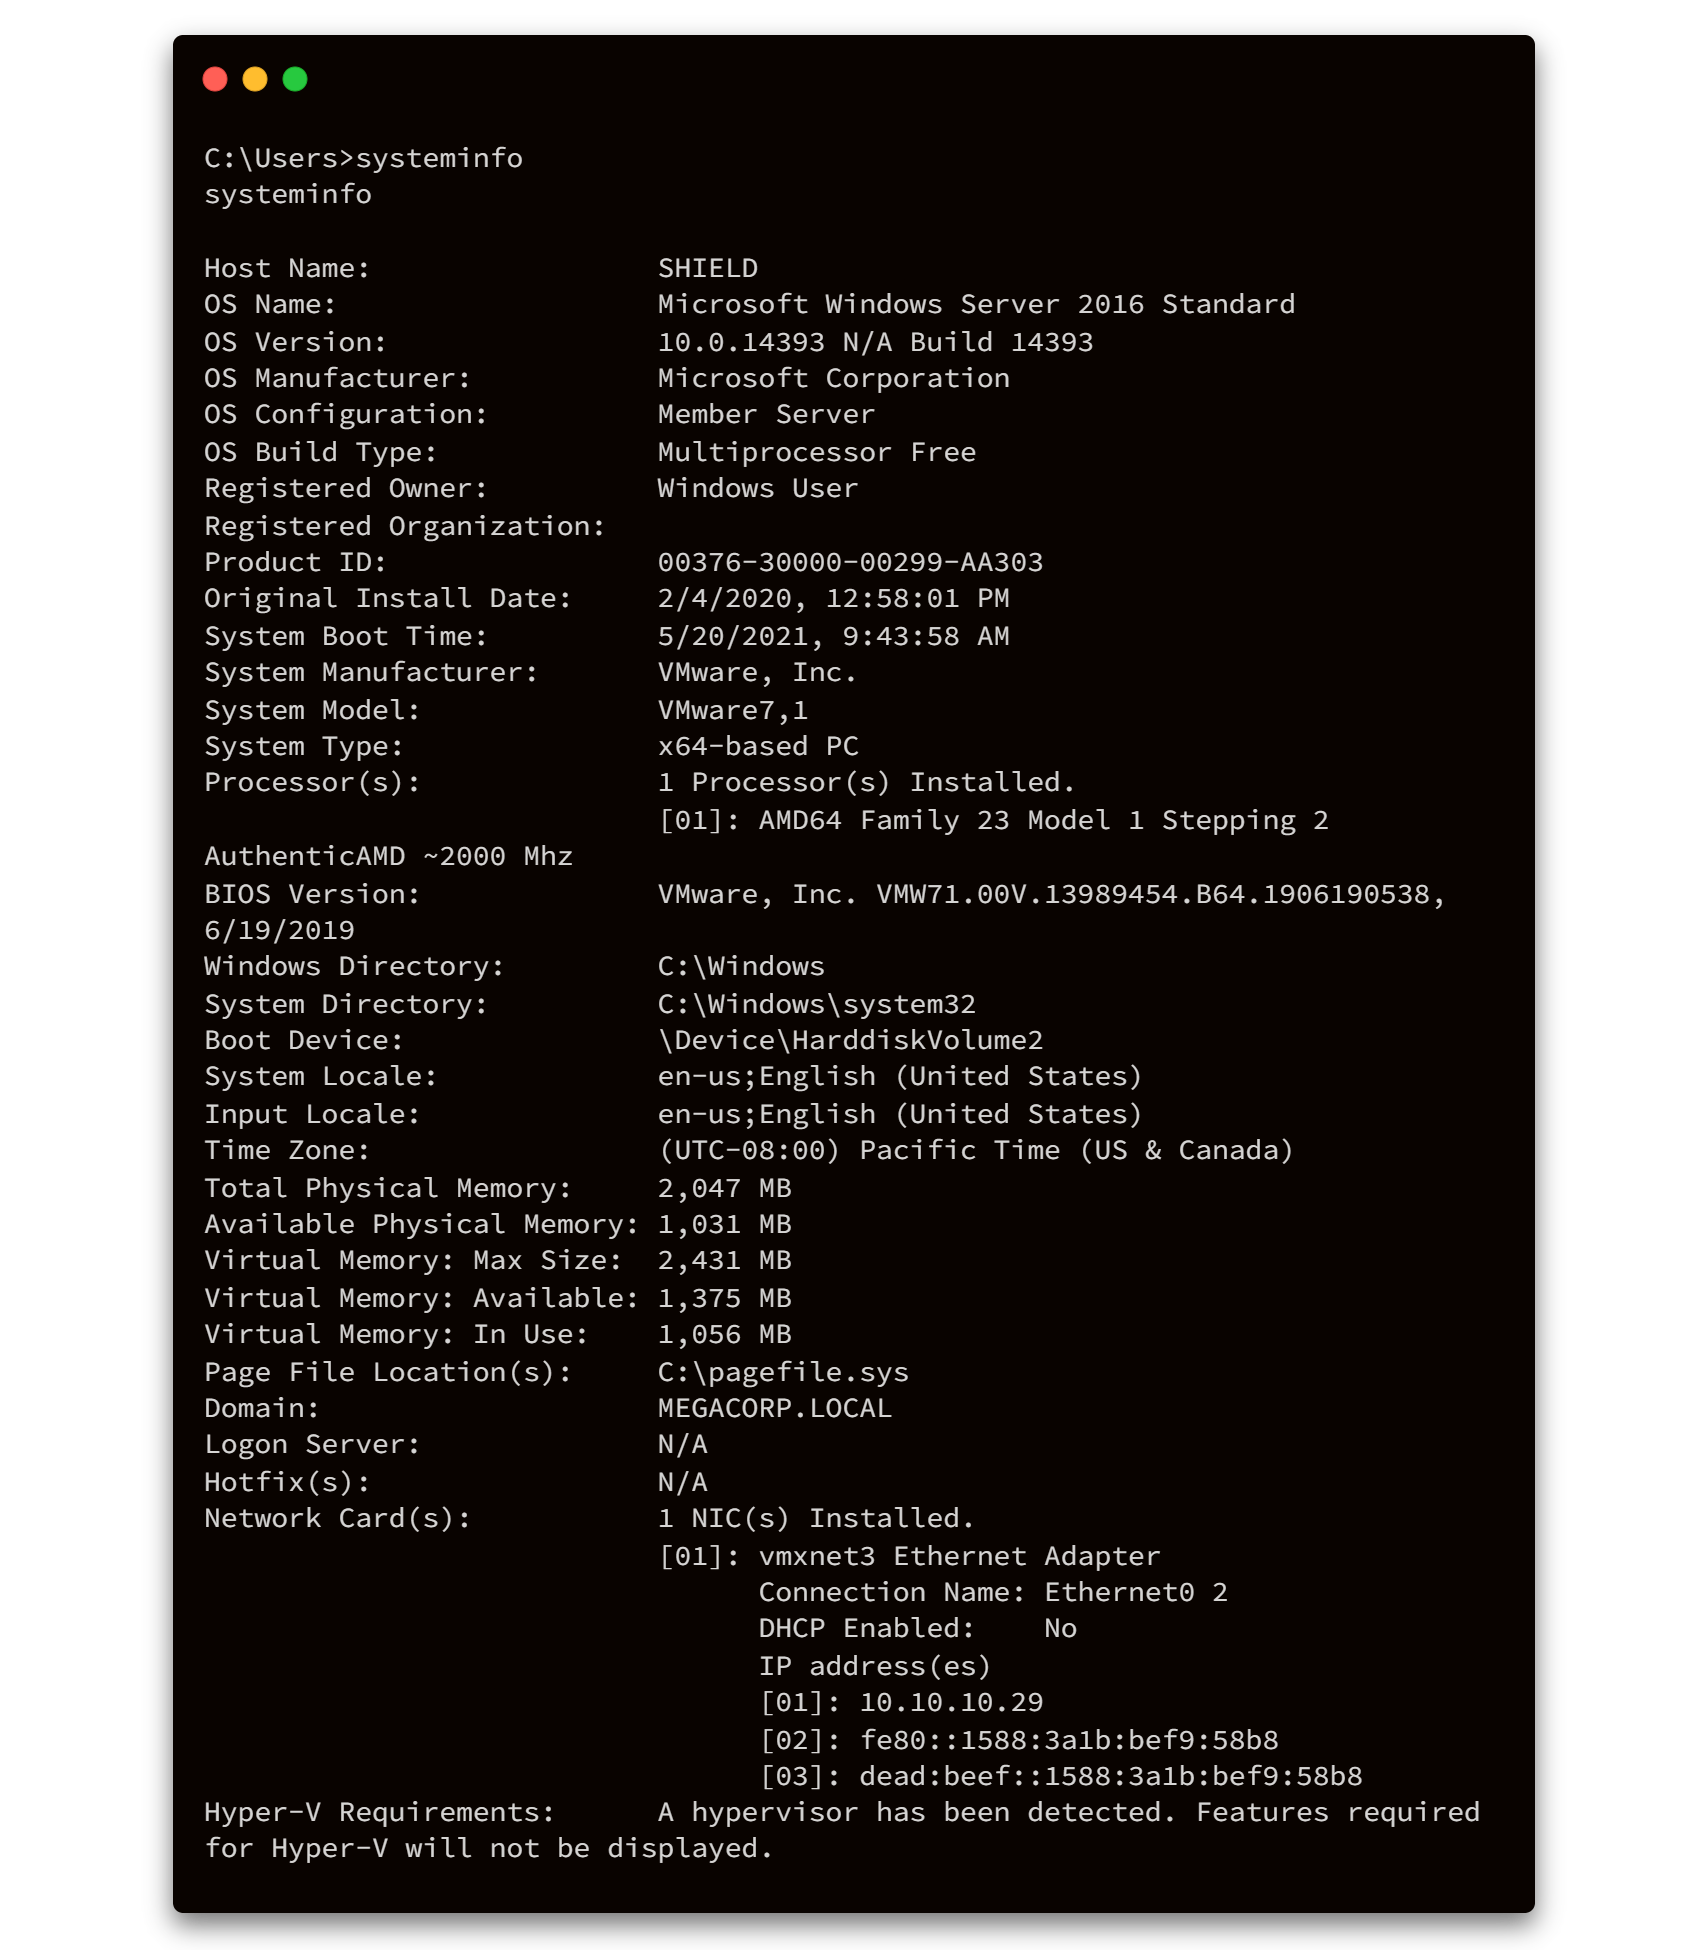 C:\Users>systeminfo
systeminfo
Host Name:                 SHIELD
OS Name:                   Microsoft Windows Server 2016 Standard
OS Version:                10.0.14393 N/A Build 14393
OS Manufacturer:           Microsoft Corporation
OS Configuration:          Member Server
OS Build Type:             Multiprocessor Free
Registered Owner:          Windows User
Registered Organization:
Product ID:                00376-30000-00299-AA303
Original Install Date:     2/4/2020, 12:58:01 PM
System Boot Time:          5/20/2021, 9:43:58 AM
System Manufacturer:       VMware, Inc.
System Model:              VMware7,1
System Type:               x64-based PC
Processor(s):              1 Processor(s) Installed.
                           [01]: AMD64 Family 23 Model 1 Stepping 2
AuthenticAMD ~2000 Mhz
BIOS Version:              VMware, Inc. VMW71.00V.13989454.B64.1906190538,
6/19/2019
Windows Directory:         C:\Windows
System Directory:          C:\Windows\system32
Boot Device:               \Device\HarddiskVolume2
System Locale:             en-us;English (United States)
Input Locale:              en-us;English (United States)
Time Zone:                 (UTC-08:00) Pacific Time (US & Canada)
Total Physical Memory:     2,047 MB
Available Physical Memory: 1,031 MB
Virtual Memory: Max Size:  2,431 MB
Virtual Memory: Available: 1,375 MB
Virtual Memory: In Use:    1,056 MB
Page File Location(s):     C:\pagefile.sys
Domain:                    MEGACORP.LOCAL
Logon Server:              N/A
Hotfix(s):                 N/A
Network Card(s):           1 NIC(s) Installed.
                           [01]: vmxnet3 Ethernet Adapter
                                 Connection Name: Ethernet0 2
                                 DHCP Enabled:    No
                                 IP address(es)
                                 [01]: 10.10.10.29
                                 [02]: fe80::1588:3a1b:bef9:58b8
                                 [03]: dead:beef::1588:3a1b:bef9:58b8
Hyper-V Requirements:      A hypervisor has been detected. Features required
for Hyper-V will not be displayed.